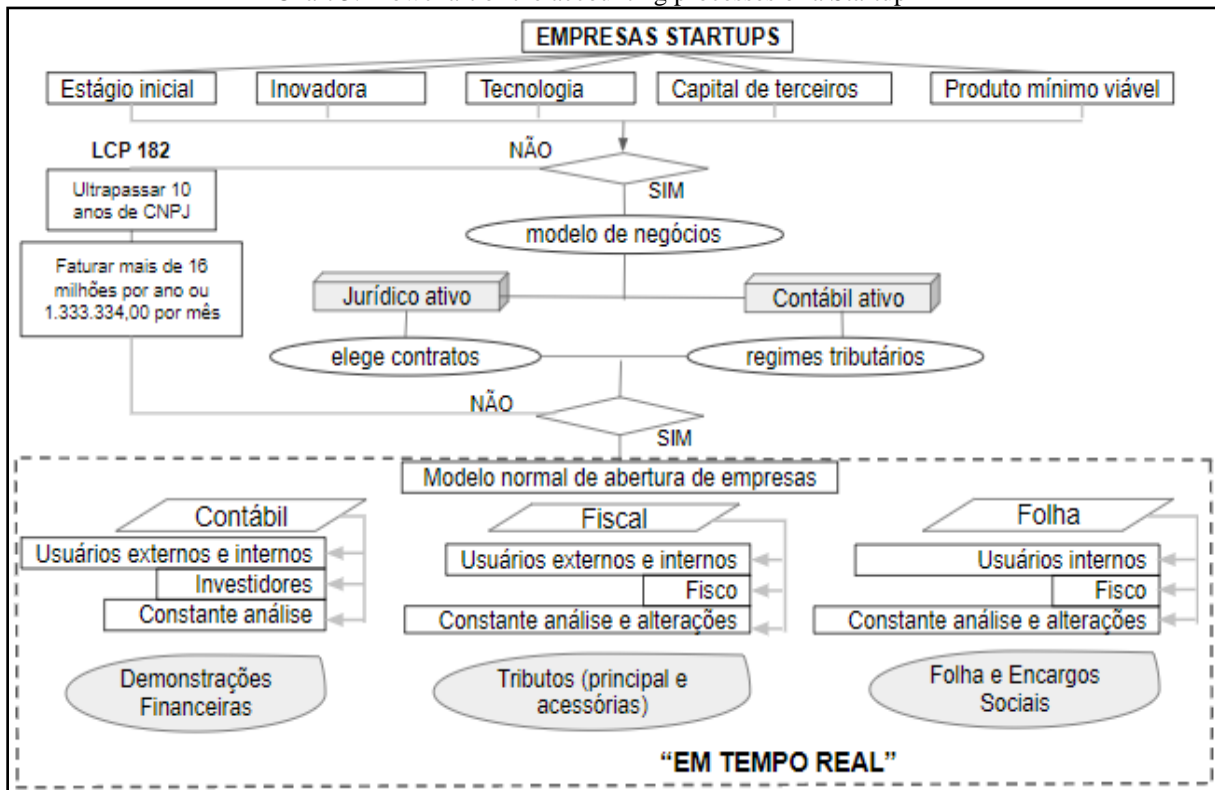 EMPRESAS STARTUPS
Estágio inicial
Inovadora
Tecnologia
Capital de terceiros
Produto mínimo viável
LCP 182
NÃO
Ultrapassar 10
anos de CNPJ
SIM
modelo de negócios
Faturar mais de 16
milhões por ano ou
1.333.334,00 por mês
Jurídico ativo
Contábil ativo
elege contratos
regimes tributários
NÃO
SIM
Modelo normal de abertura de empresas
Contábil
Usuários externos e internos
Investidores
Constante análise
Demonstrações
Financeiras
Fiscal
Usuários externos e internos
Fisco
Constante análise e alterações
Tributos (principal e
acessórias)
Folha
Usuários internos
Fisco
Constante análise e alterações
Folha e Encargos
Sociais
“EM TEMPO REAL”